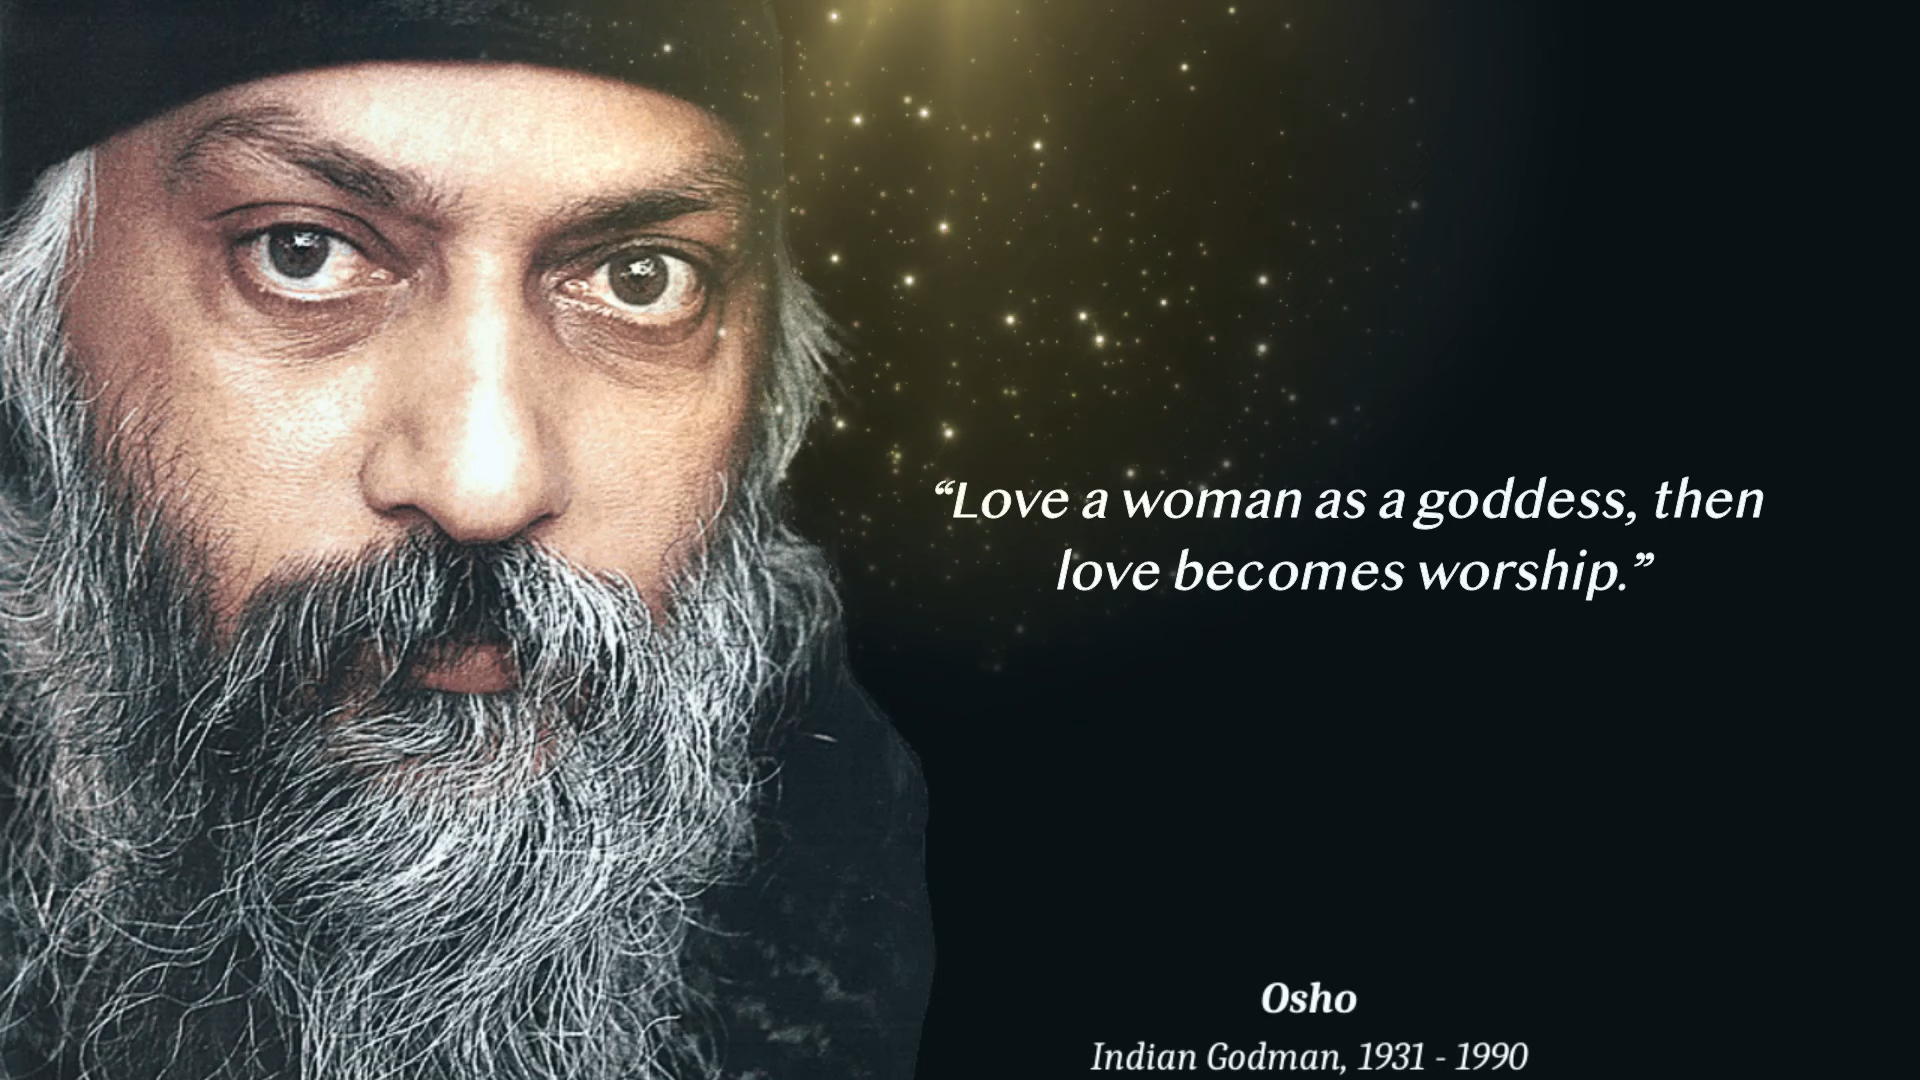 “Love a woman as a goddess, then
love becomes worship.”
Osho
Indian Godman, 1931 - 1990